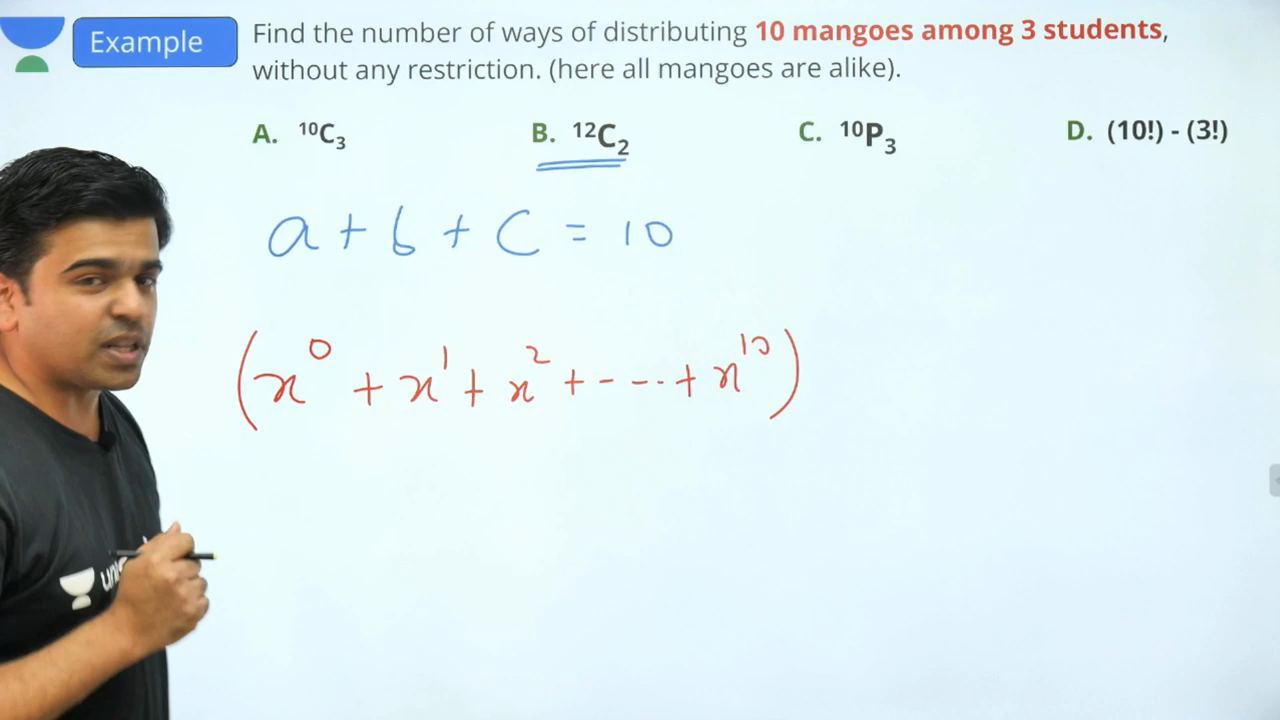 Example
Find the number of ways of distributing 10 mangoes among 3 students,
without any restriction. (here all mangoes are alike).
A. ¹⁰C₃ B. ¹²C₂ C. ¹⁰P₃ D. (10!) - (3!)
a + b + c = 10
(x⁰ + x¹ + x² + - - .. + x¹⁰)